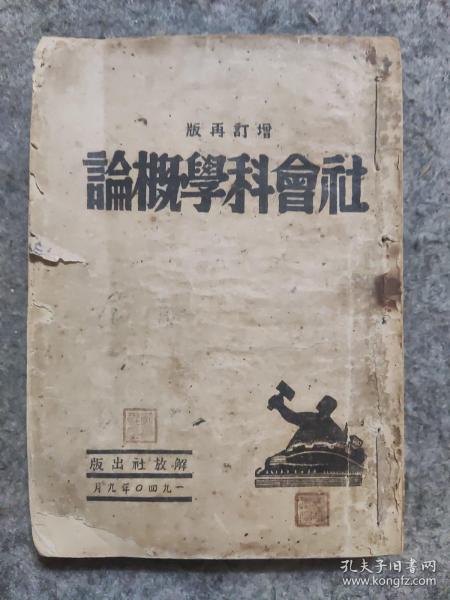 增訂再版
社會科學概論
解放社出版
一九四〇年九月
孔夫子旧书网
www.kongfz.com